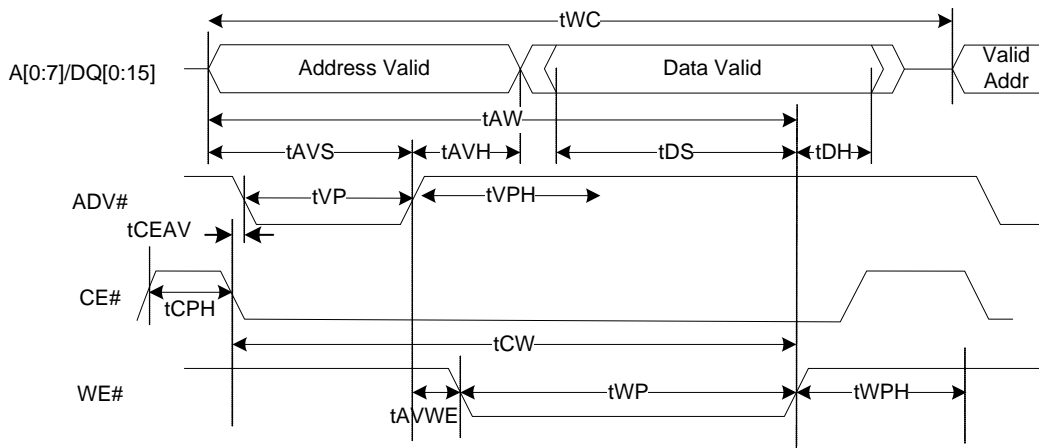 tWC
A[0:7]/DQ[0:15]
Address Valid
Data Valid
Valid
Addr
tAW
tAVS
tAVH
tDS
tDH
ADV#
tVP
tVPH
tCEAV
CE#
tCPH
tCW
WE#
tWP
tWPH
tAVWE